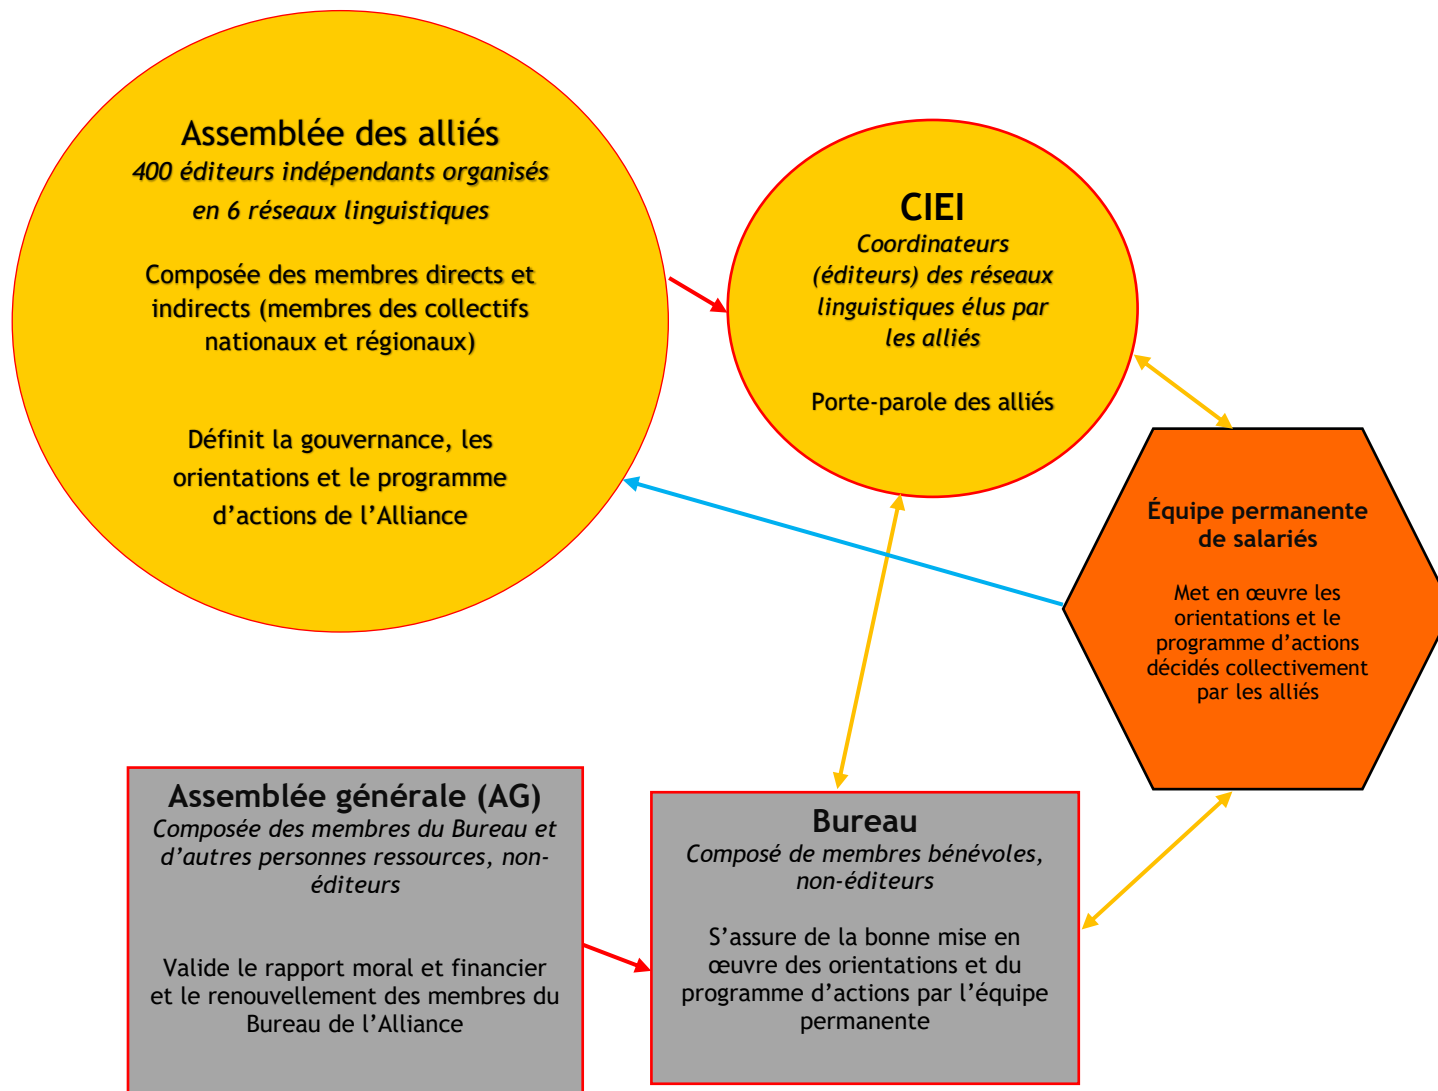 Assemblée des alliés
400 éditeurs indépendants organisés
en 6 réseaux linguistiques
Composée des membres directs et
indirects (membres des collectifs
nationaux et régionaux)
Définit la gouvernance, les
orientations et le programme
d’actions de l’Alliance
CIEI
Coordinateurs
(éditeurs) des réseaux
linguistiques élus par
les alliés
Porte-parole des alliés
Équipe permanente
de salariés
Met en œuvre les
orientations et le
programme d’actions
décidés collectivement
par les alliés
Assemblée générale (AG)
Composée des membres du Bureau et
d’autres personnes ressources, non-
éditeurs
Valide le rapport moral et financier
et le renouvellement des membres du
Bureau de l’Alliance
Bureau
Composé de membres bénévoles,
non-éditeurs
S’assure de la bonne mise en
œuvre des orientations et du
programme d’actions par l’équipe
permanente